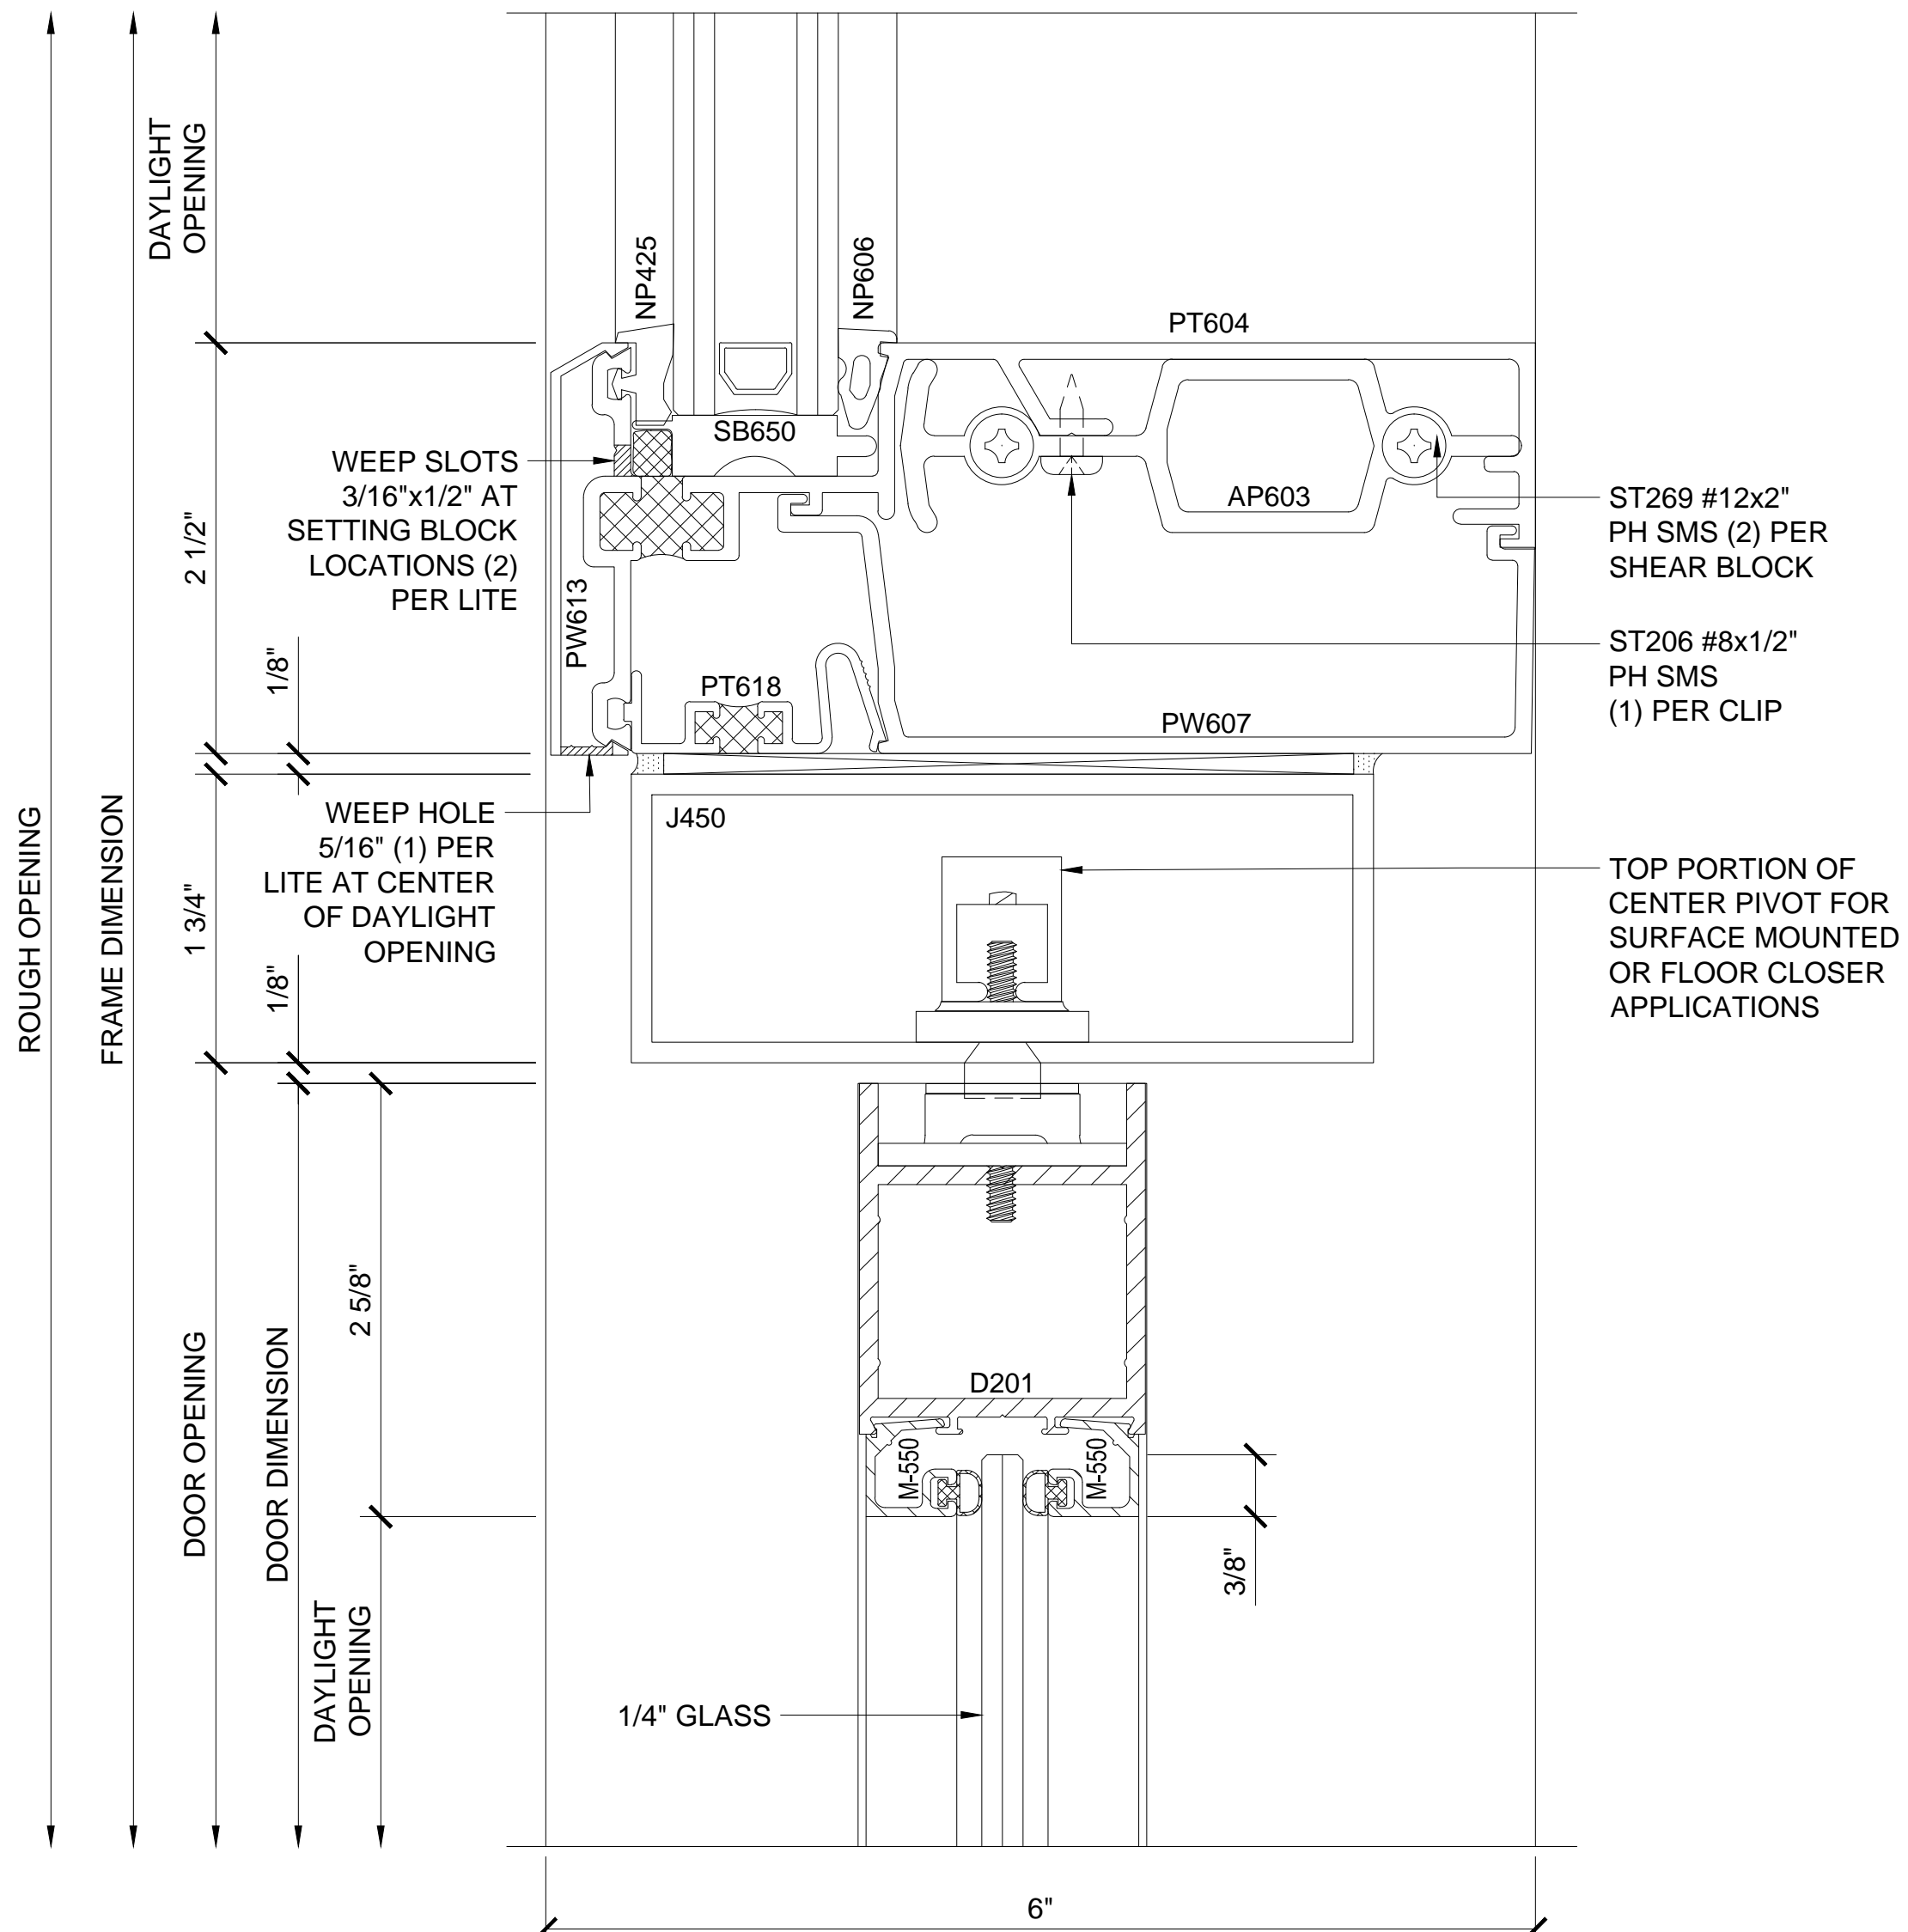 DAYLIGHT
OPENING
NP425
NP606
PT604
SB650
WEEP SLOTS
3/16"x1/2" AT
SETTING BLOCK
LOCATIONS (2)
PER LITE
AP603
ST269 #12x2"
PH SMS (2) PER
SHEAR BLOCK
2 1/2"
PW613
1/8"
PT618
PW607
ST206 #8x1/2"
PH SMS
(1) PER CLIP
WEEP HOLE
5/16" (1) PER
LITE AT CENTER
OF DAYLIGHT
OPENING
J450
TOP PORTION OF
CENTER PIVOT FOR
SURFACE MOUNTED
OR FLOOR CLOSER
APPLICATIONS
ROUGH OPENING
FRAME DIMENSION
1 3/4"
1/8"
2 5/8"
DOOR OPENING
DOOR DIMENSION
D201
M-550
M-550
3/8"
DAYLIGHT
OPENING
1/4" GLASS
6"